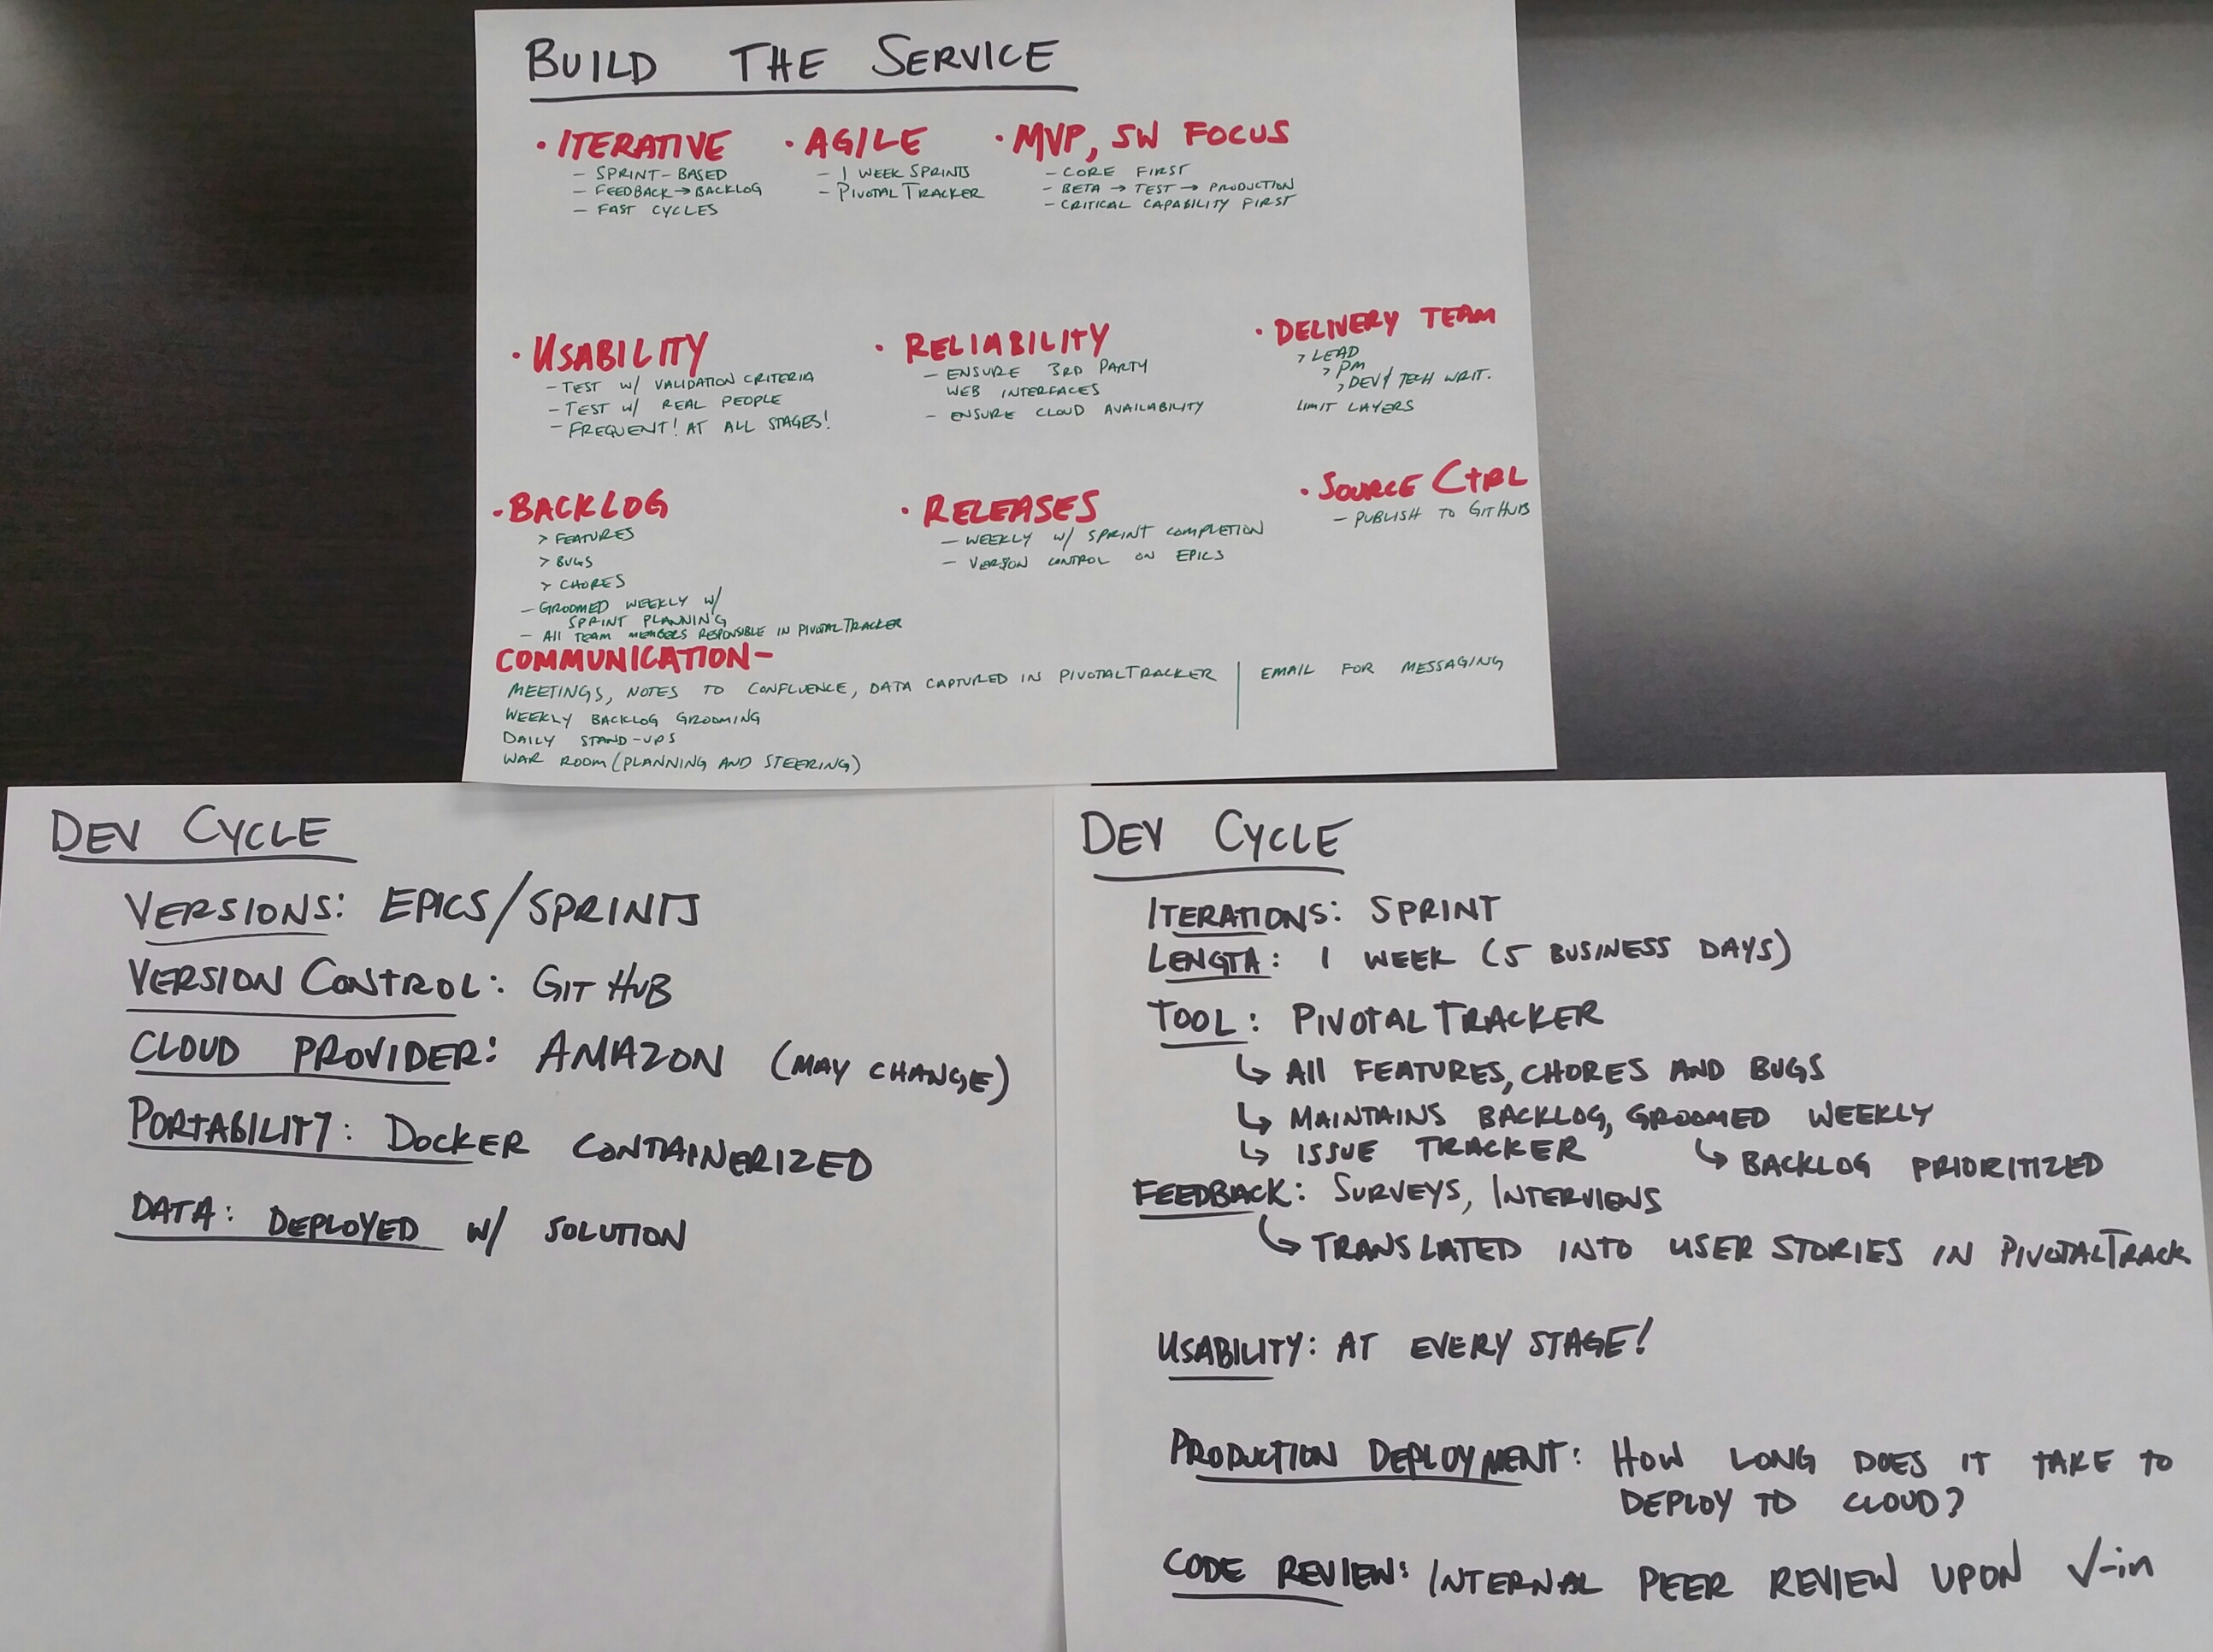 BUILD THE SERVICE
• ITERATIVE
– SPRINT-BASED
– FEEDBACK → BACKLOG
– FAST CYCLES
• AGILE
– 1 WEEK SPRINTS
– PIVOTAL TRACKER
• MVP, SW FOCUS
– CORE FIRST
– BETA → TEST → PRODUCTION
– CRITICAL CAPABILITY FIRST
• USABILITY
– TEST W/ VALIDATION CRITERIA
– TEST W/ REAL PEOPLE
– FREQUENT! AT ALL STAGES!
• RELIABILITY
– ENSURE 3RD PARTY
WEB INTERFACES
– ENSURE CLOUD AVAILABILITY
• DELIVERY TEAM
> LEAD
> PM
> DEV/ TECH WRIT.
LIMIT LAYERS
• BACKLOG
> FEATURES
> BUGS
> CHORES
– GROOMED WEEKLY W/
SPRINT PLANNING
– All TEAM MEMBERS RESPONSIBLE IN PIVOTALTRACKER
• RELEASES
– WEEKLY W/ SPRINT COMPLETION
– VERSION CONTROL ON EPICS
• SOURCE CTRL
– PUBLISH TO GITHUB
COMMUNICATION –
MEETINGS, NOTES TO CONFLUENCE, DATA CAPTURED IN PIVOTALTRACKER | EMAIL FOR MESSAGING
WEEKLY BACKLOG GROOMING
DAILY STAND-UPS
WAR ROOM (PLANNING AND STEERING)
DEV CYCLE
VERSIONS: EPICS/SPRINTS
VERSION CONTROL: GIT HUB
CLOUD PROVIDER: AMAZON (MAY CHANGE)
PORTABILITY: DOCKER CONTAINERIZED
DATA: DEPLOYED W/ SOLUTION
DEV CYCLE
ITERATIONS: SPRINT
LENGTH: 1 WEEK (5 BUSINESS DAYS)
TOOL: PIVOTAL TRACKER
↳ All FEATURES, CHORES AND BUGS
↳ MAINTAINS BACKLOG, GROOMED WEEKLY
↳ ISSUE TRACKER ↳ BACKLOG PRIORITIZED
FEEDBACK: SURVEYS, INTERVIEWS
↳ TRANSLATED INTO USER STORIES IN PIVOTALTRACK
USABILITY: AT EVERY STAGE!
PRODUCTION DEPLOYMENT: HOW LONG DOES IT TAKE TO
DEPLOY TO CLOUD?
CODE REVIEW: INTERNAL PEER REVIEW UPON √-in